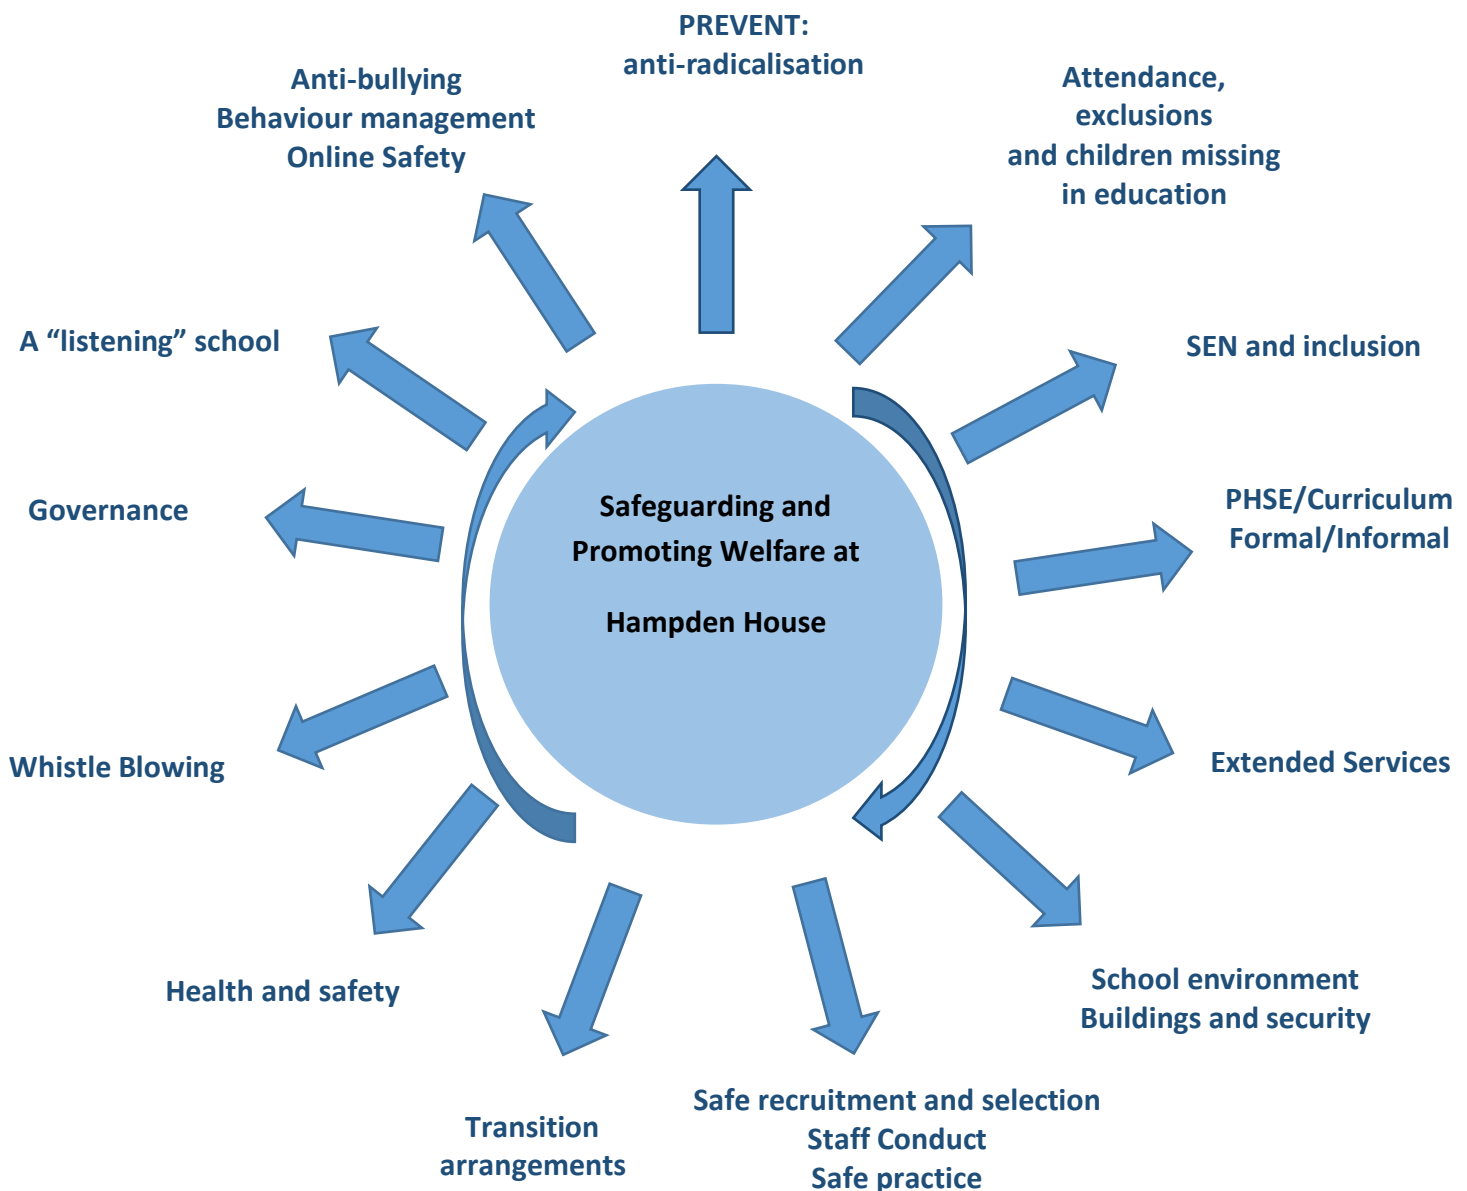 PREVENT:
anti-radicalisation
Anti-bullying
Behaviour management
Online Safety
Attendance,
exclusions
and children missing
in education
A “listening” school
SEN and inclusion
Governance
PHSE/Curriculum
Formal/Informal
Safeguarding and
Promoting Welfare at
Hampden House
Whistle Blowing
Extended Services
Health and safety
School environment
Buildings and security
Transition
arrangements
Safe recruitment and selection
Staff Conduct
Safe practice